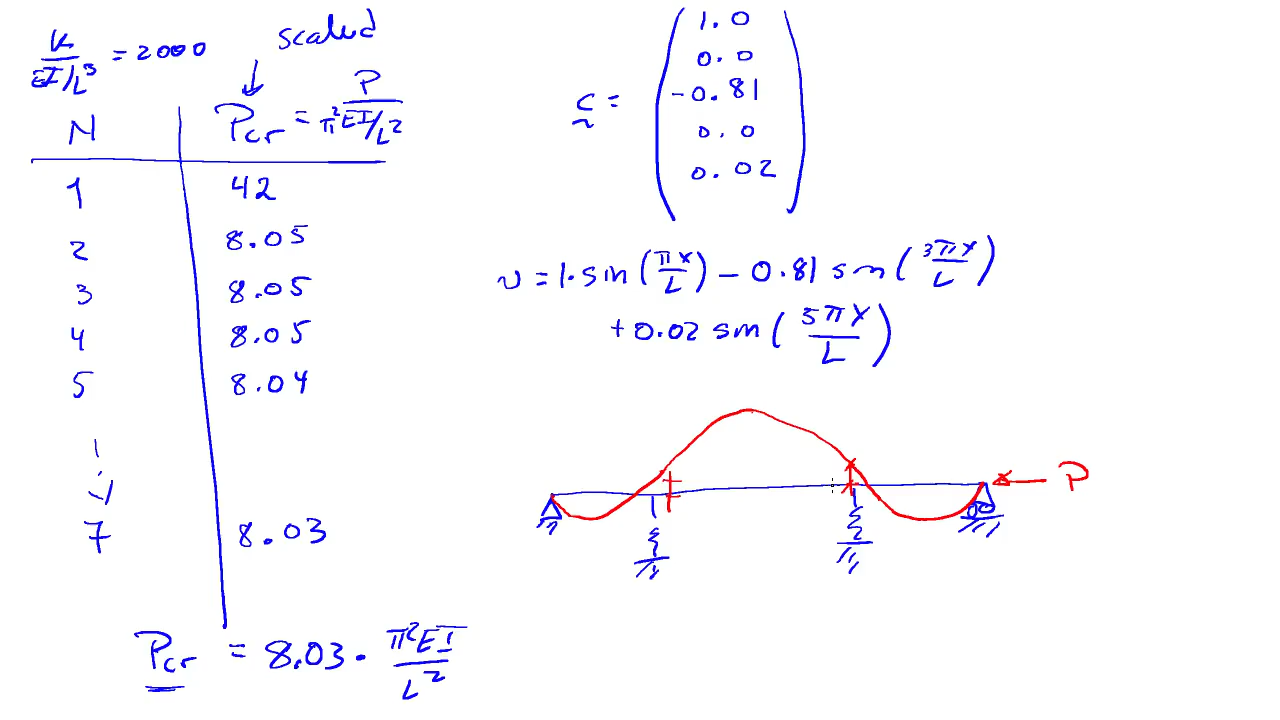 K/(EI/L³) = 2000
scaled
N Pcr = P/(π²EI/L²)
1 42
2 8.05
3 8.05
4 8.05
5 8.04
7 8.03
Pcr = 8.03 · π²EI/L²
c =
1.0
0.0
-0.81
0.0
0.02
v = 1·sin(πx/L) - 0.81 sin(3πx/L)
+ 0.02 sin(5πx/L)
P